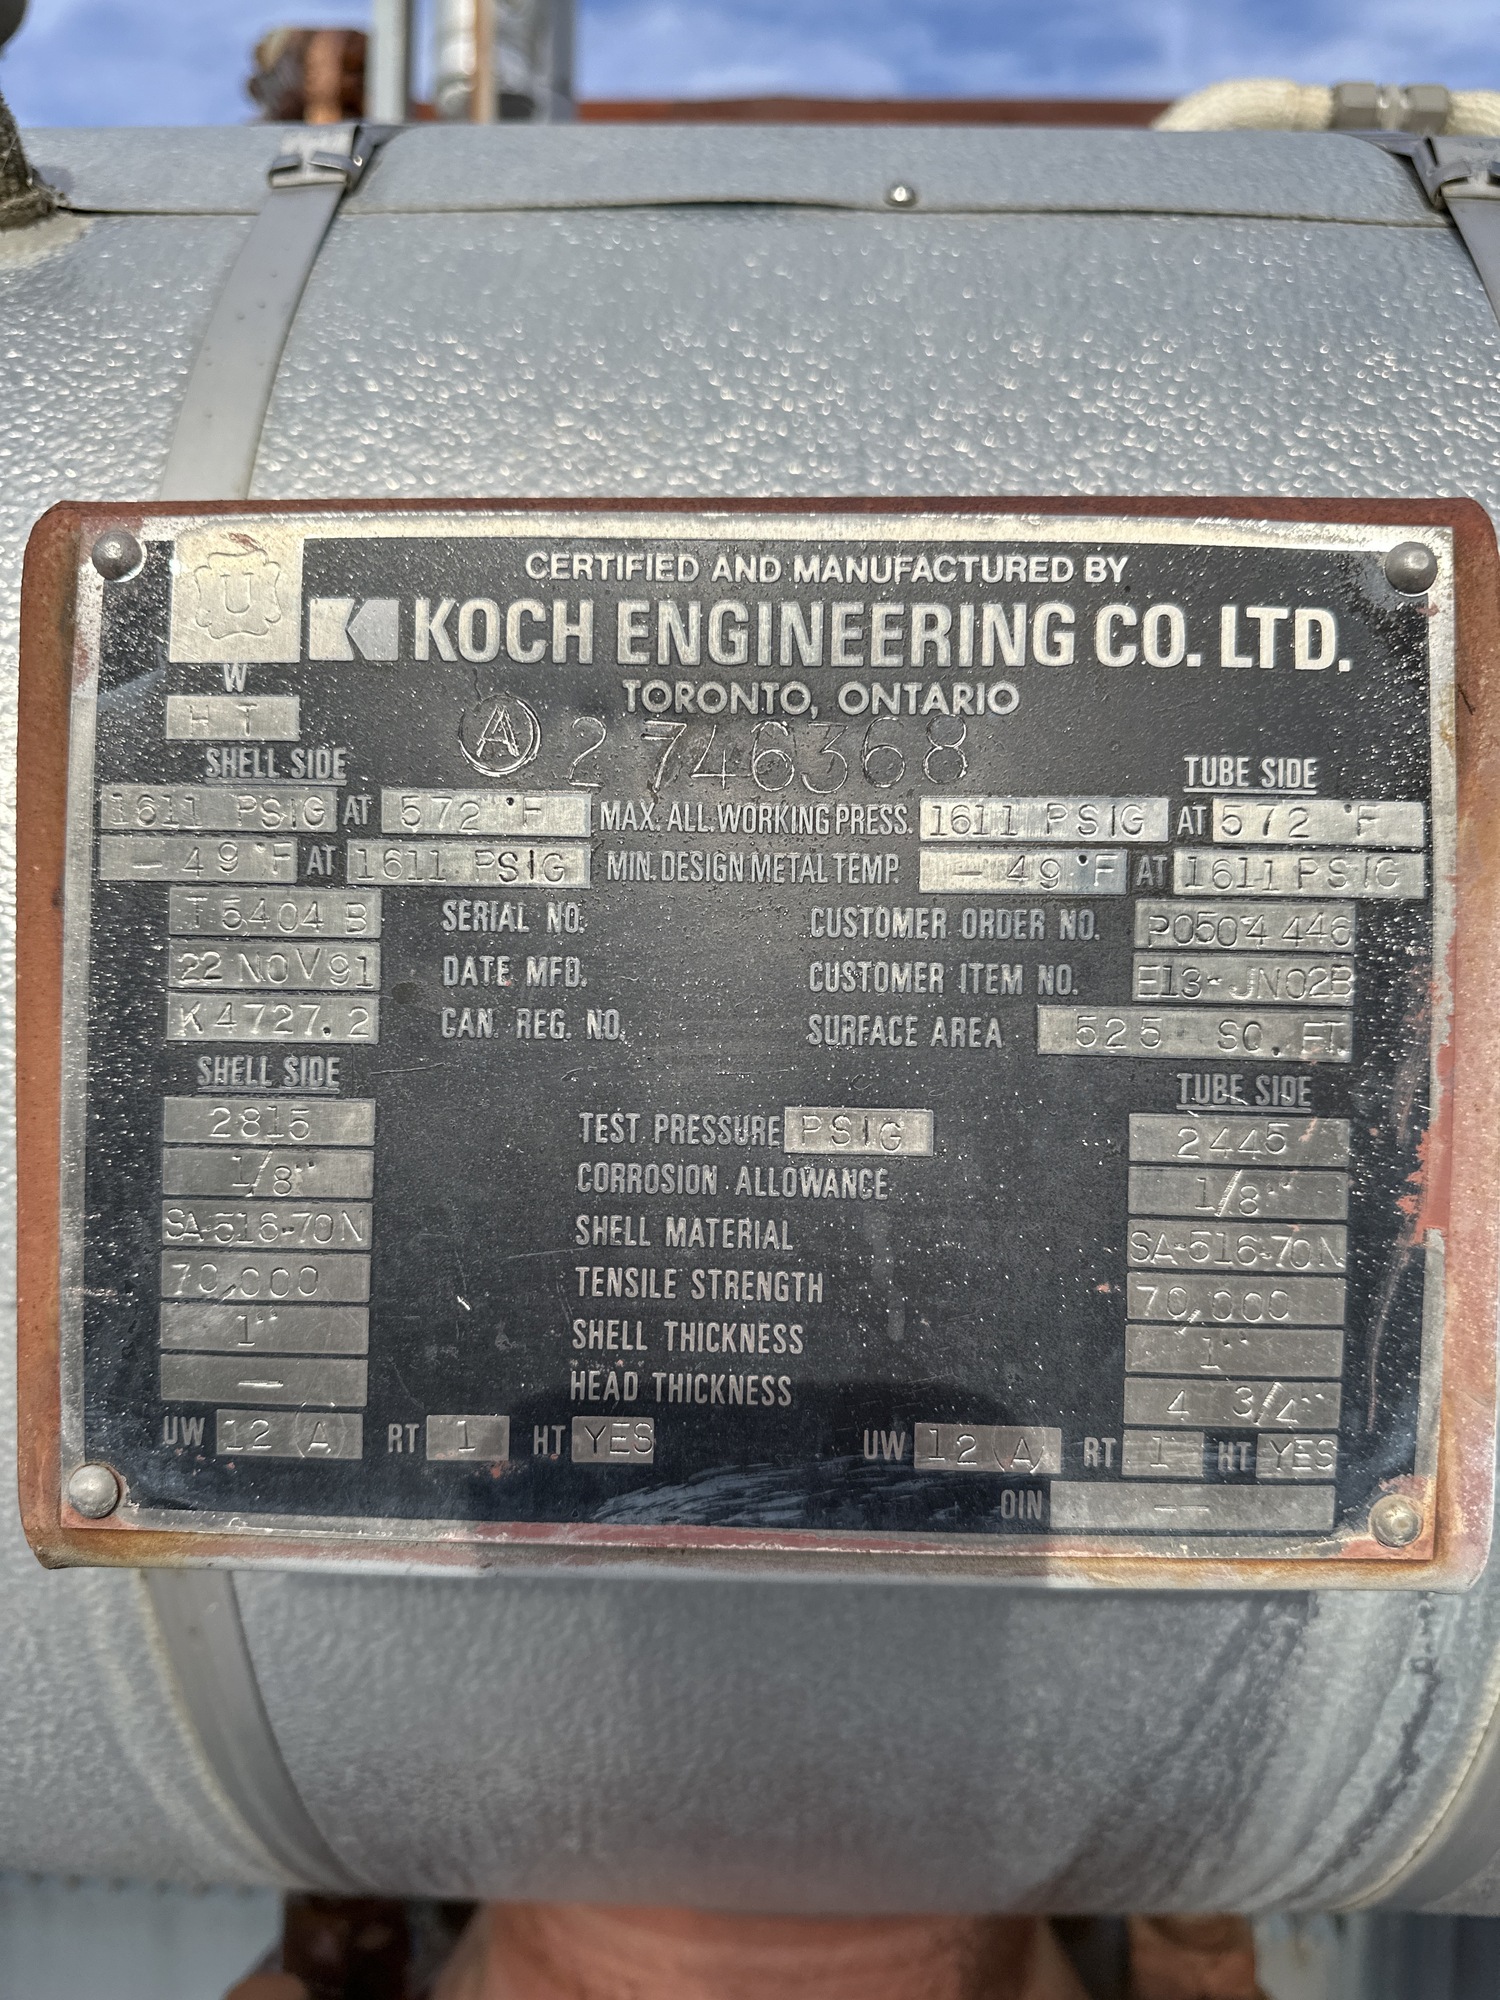 U
CERTIFIED AND MANUFACTURED BY
KOCH ENGINEERING CO. LTD.
W
TORONTO, ONTARIO
HT
A 2746368
SHELL SIDE TUBE SIDE
1611 PSIG AT 572 °F MAX. ALL. WORKING PRESS. 1611 PSIG AT 572 °F
-49 °F AT 1611 PSIG MIN. DESIGN METAL TEMP. -49 °F AT 1611 PSIG
T5404B SERIAL NO. CUSTOMER ORDER NO. P0504446
22 NOV 91 DATE MFD. CUSTOMER ITEM NO. E13-JN02B
K4727.2 CAN. REG. NO. SURFACE AREA 525 SQ. FT.
SHELL SIDE TUBE SIDE
2815 TEST PRESSURE PSIG 2445
1/8" CORROSION ALLOWANCE 1/8"
SA-516-70N SHELL MATERIAL SA-516-70N
70,000 TENSILE STRENGTH 70,000
1" SHELL THICKNESS 1"
— HEAD THICKNESS 4 3/4"
UW 12 (A) RT 1 HT YES UW 12 (A) RT 1 HT YES
OIN --